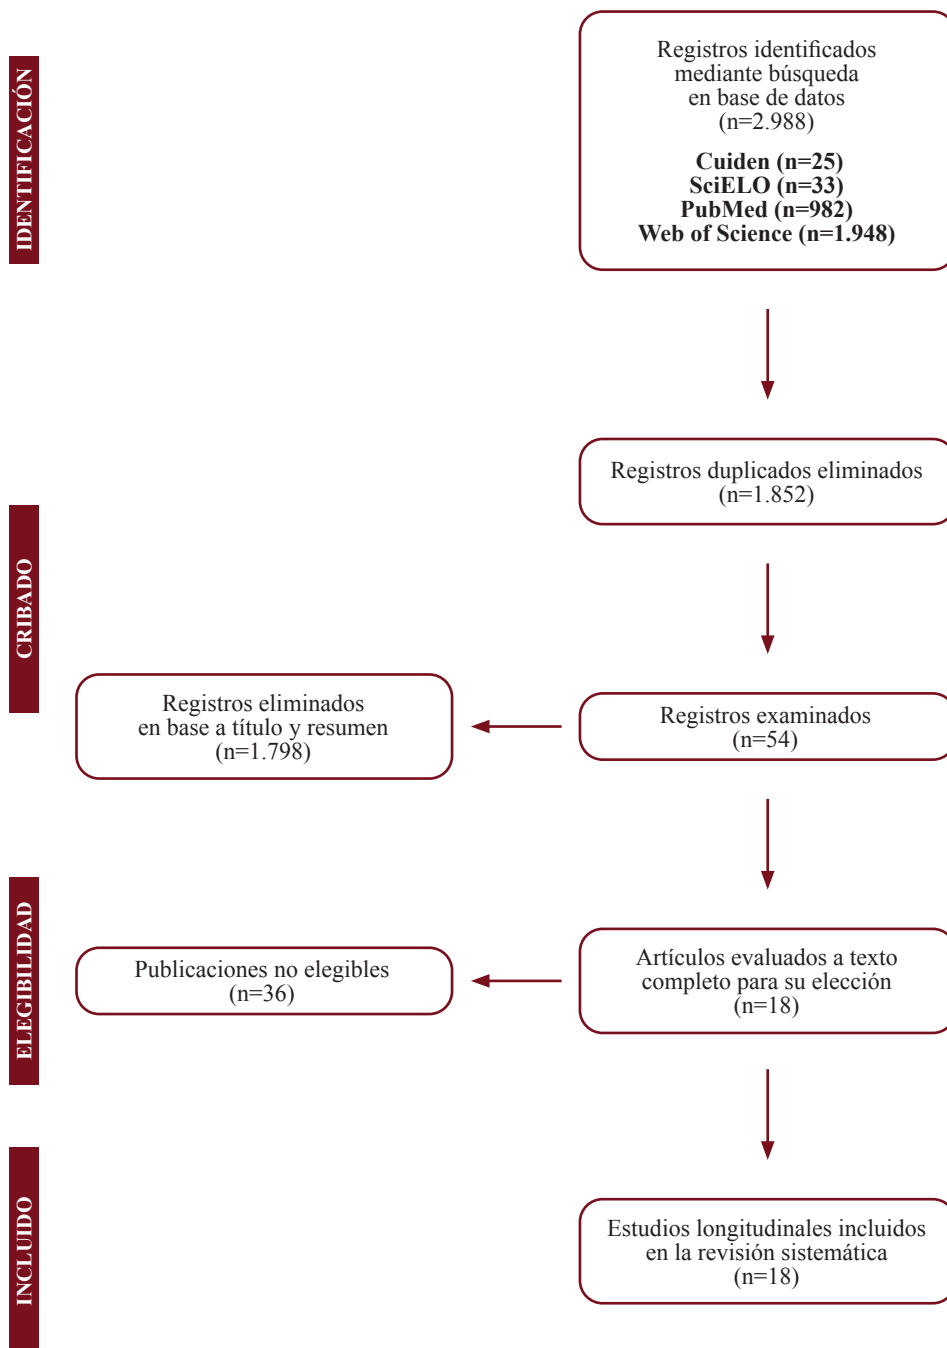 IDENTIFICACIÓN
Registros identificados
mediante búsqueda
en base de datos
(n=2.988)
Cuiden (n=25)
SciELO (n=33)
PubMed (n=982)
Web of Science (n=1.948)
Registros duplicados eliminados
(n=1.852)
CRIBADO
Registros eliminados
en base a título y resumen
(n=1.798)
Registros examinados
(n=54)
ELEGIBILIDAD
Publicaciones no elegibles
(n=36)
Artículos evaluados a texto
completo para su elección
(n=18)
INCLUIDO
Estudios longitudinales incluidos
en la revisión sistemática
(n=18)